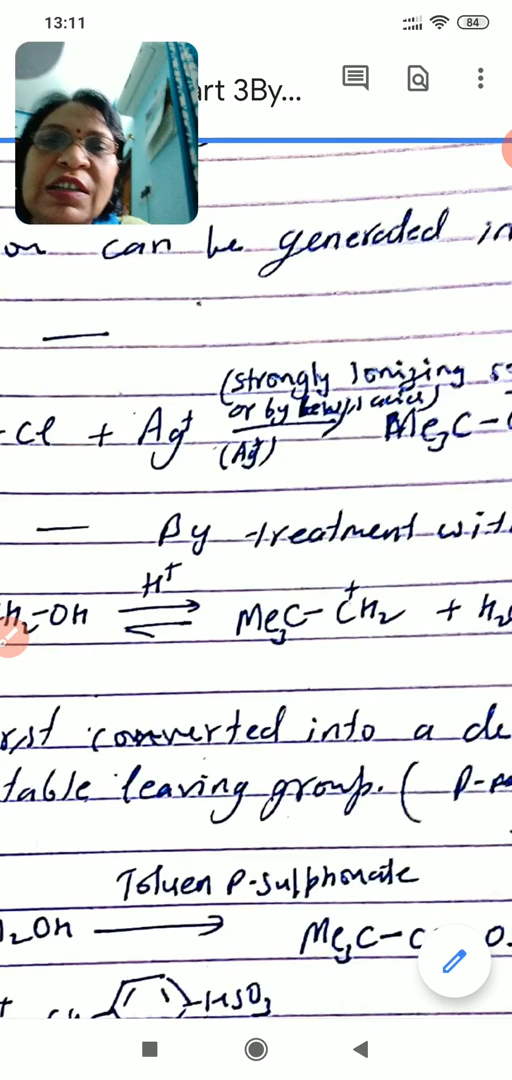 13:11
84
art 3By...
on can be generaded in
(strongly Ionizing s
or by Lewis acid)
-Cl + Ag⁺ ⟶ Me₃C-
(Ag⁺)
— By treatment with
H⁺
H₂-OH ⇌ Me₃C-C⁺H₂ + H₂
rst converted into a de
table leaving group. ( P-
Toluen P-sulphonate
₂OH ⟶ Me₃C-C O
-HSO₃